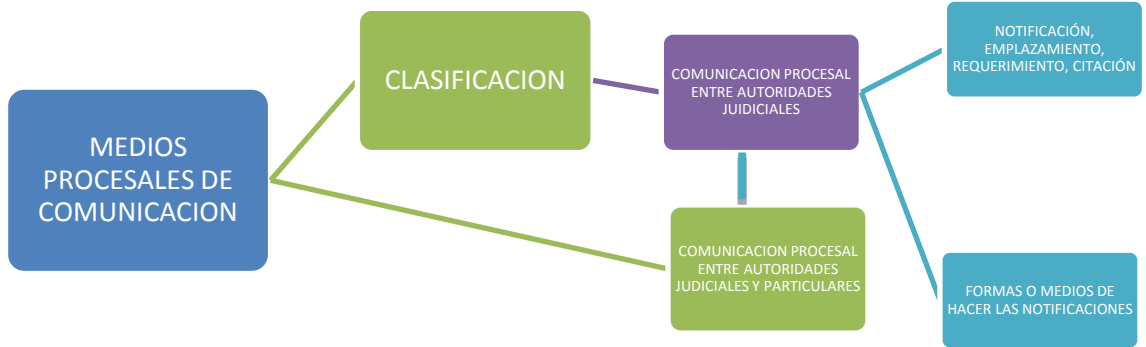 MEDIOS
PROCESALES DE
COMUNICACION
CLASIFICACION
COMUNICACION PROCESAL
ENTRE AUTORIDADES
JUIDICIALES
COMUNICACION PROCESAL
ENTRE AUTORIDADES
JUDICIALES Y PARTICULARES
NOTIFICACIÓN,
EMPLAZAMIENTO,
REQUERIMIENTO, CITACIÓN
FORMAS O MEDIOS DE
HACER LAS NOTIFICACIONES